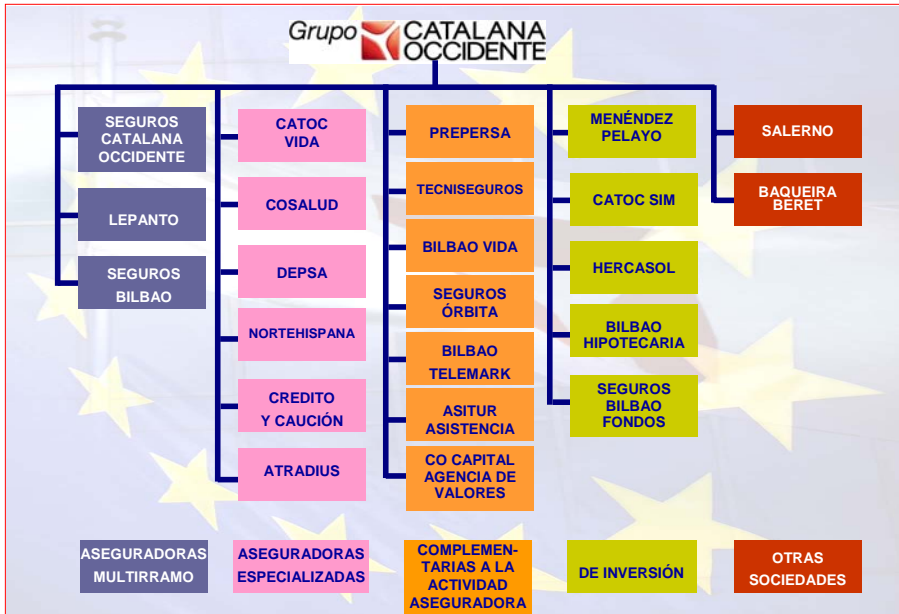 Grupo CATALANA
OCCIDENTE
SEGUROS
CATALANA
OCCIDENTE
LEPANTO
SEGUROS
BILBAO
CATOC
VIDA
COSALUD
DEPSA
NORTEHISPANA
CREDITO
Y CAUCIÓN
ATRADIUS
PREPERSA
TECNISEGUROS
BILBAO VIDA
SEGUROS
ÓRBITA
BILBAO
TELEMARK
ASITUR
ASISTENCIA
CO CAPITAL
AGENCIA DE
VALORES
MENÉNDEZ
PELAYO
CATOC SIM
HERCASOL
BILBAO
HIPOTECARIA
SEGUROS
BILBAO
FONDOS
SALERNO
BAQUEIRA
BERET
ASEGURADORAS
MULTIRRAMO
ASEGURADORAS
ESPECIALIZADAS
COMPLEMEN-
TARIAS A LA
ACTIVIDAD
ASEGURADORA
DE INVERSIÓN
OTRAS
SOCIEDADES